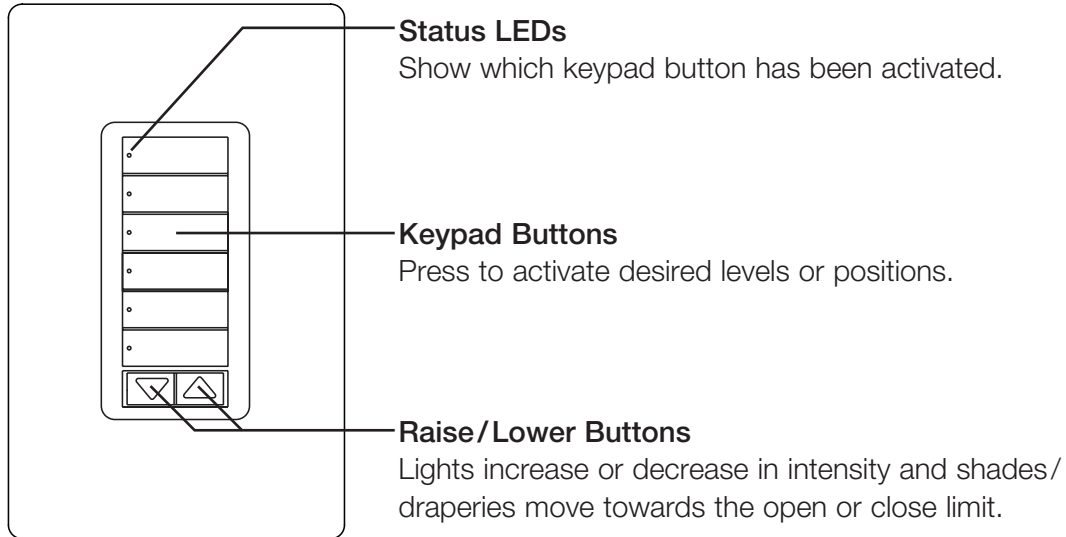 Status LEDs
Show which keypad button has been activated.
Keypad Buttons
Press to activate desired levels or positions.
Raise/Lower Buttons
Lights increase or decrease in intensity and shades/
draperies move towards the open or close limit.